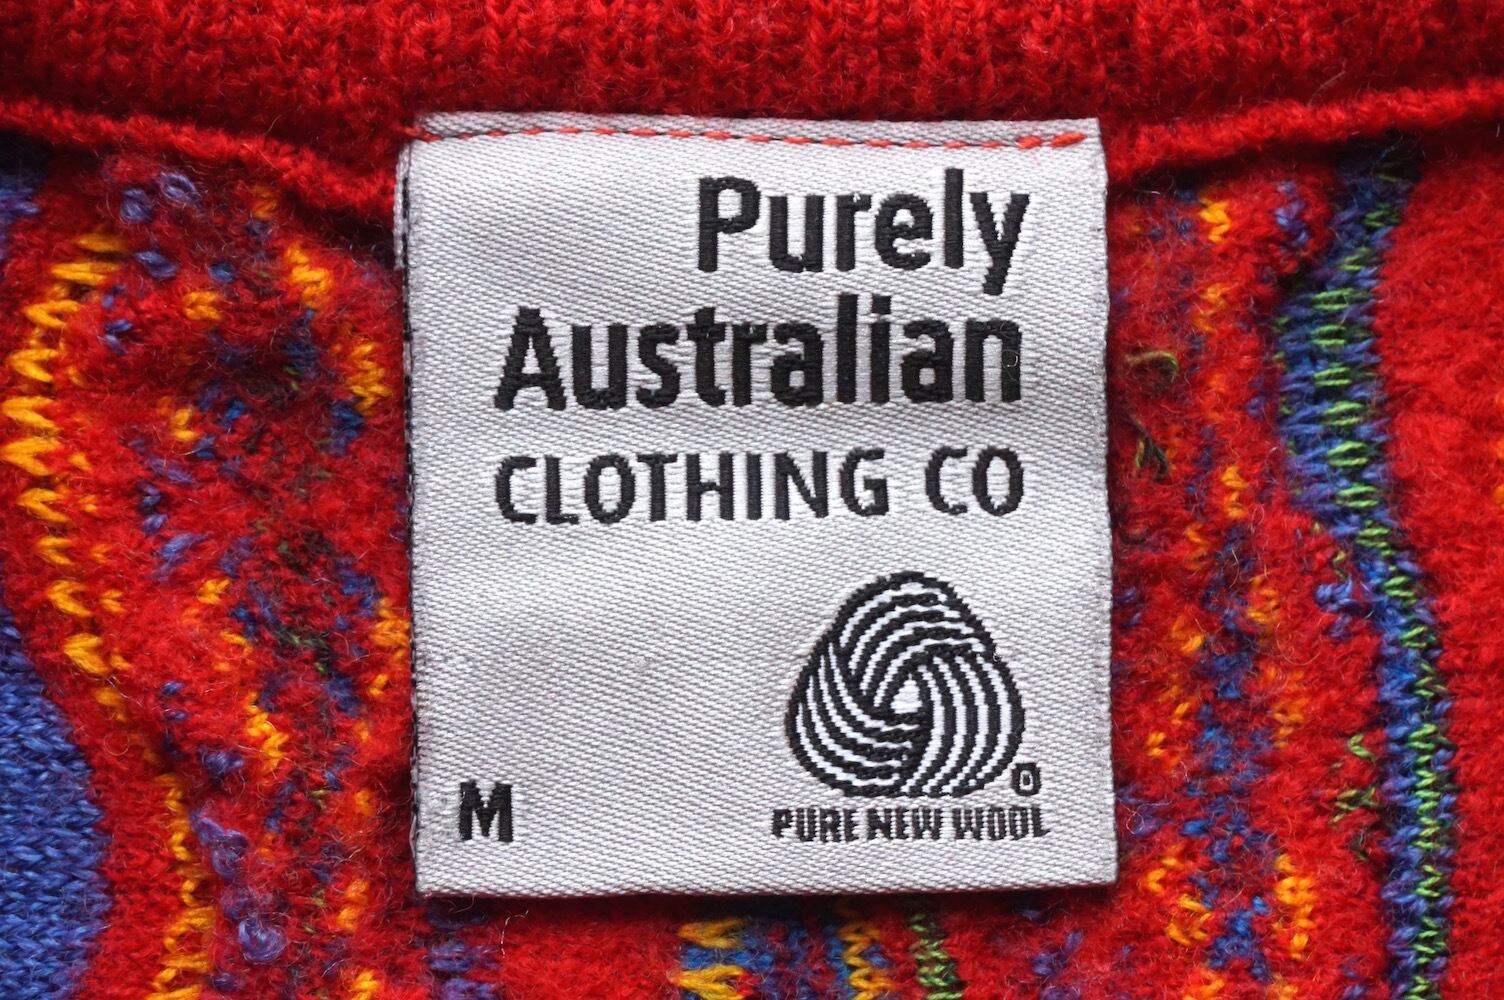 Purely
Australian
CLOTHING CO
®
M
PURE NEW WOOL